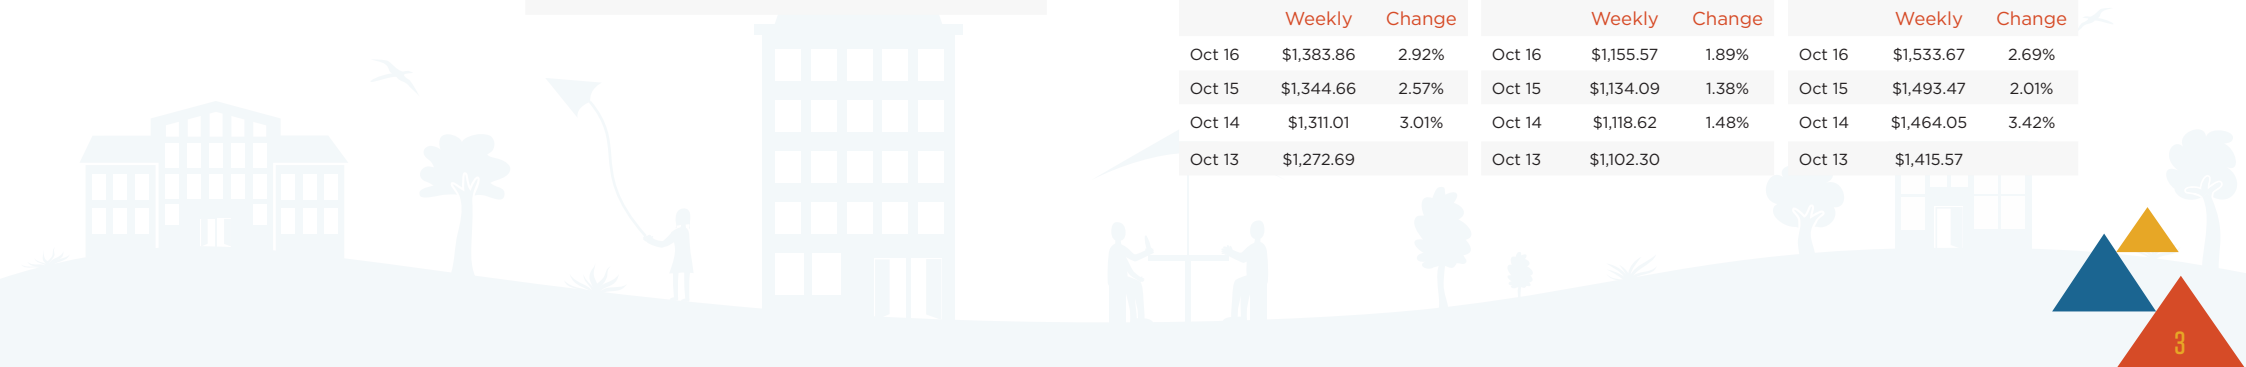 Weekly Change Weekly Change Weekly Change
Oct 16 $1,383.86 2.92% Oct 16 $1,155.57 1.89% Oct 16 $1,533.67 2.69%
Oct 15 $1,344.66 2.57% Oct 15 $1,134.09 1.38% Oct 15 $1,493.47 2.01%
Oct 14 $1,311.01 3.01% Oct 14 $1,118.62 1.48% Oct 14 $1,464.05 3.42%
Oct 13 $1,272.69 Oct 13 $1,102.30 Oct 13 $1,415.57
3